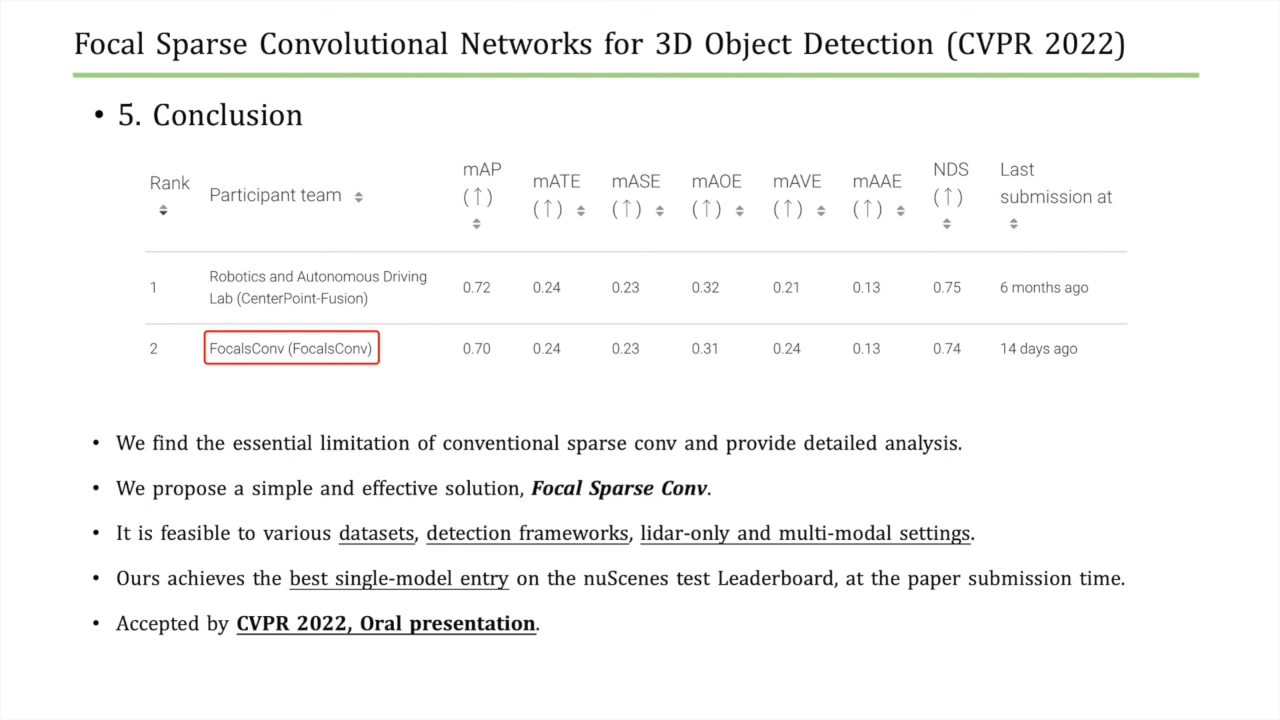 Focal Sparse Convolutional Networks for 3D Object Detection (CVPR 2022)
• 5. Conclusion
Rank Participant team mAP (↑) mATE (↑) mASE (↑) mAOE (↑) mAVE (↑) mAAE (↑) NDS (↑) Last submission at
1 Robotics and Autonomous Driving Lab (CenterPoint-Fusion) 0.72 0.24 0.23 0.32 0.21 0.13 0.75 6 months ago
2 FocalsConv (FocalsConv) 0.70 0.24 0.23 0.31 0.24 0.13 0.74 14 days ago
• We find the essential limitation of conventional sparse conv and provide detailed analysis.
• We propose a simple and effective solution, Focal Sparse Conv.
• It is feasible to various datasets, detection frameworks, lidar-only and multi-modal settings.
• Ours achieves the best single-model entry on the nuScenes test Leaderboard, at the paper submission time.
• Accepted by CVPR 2022, Oral presentation.